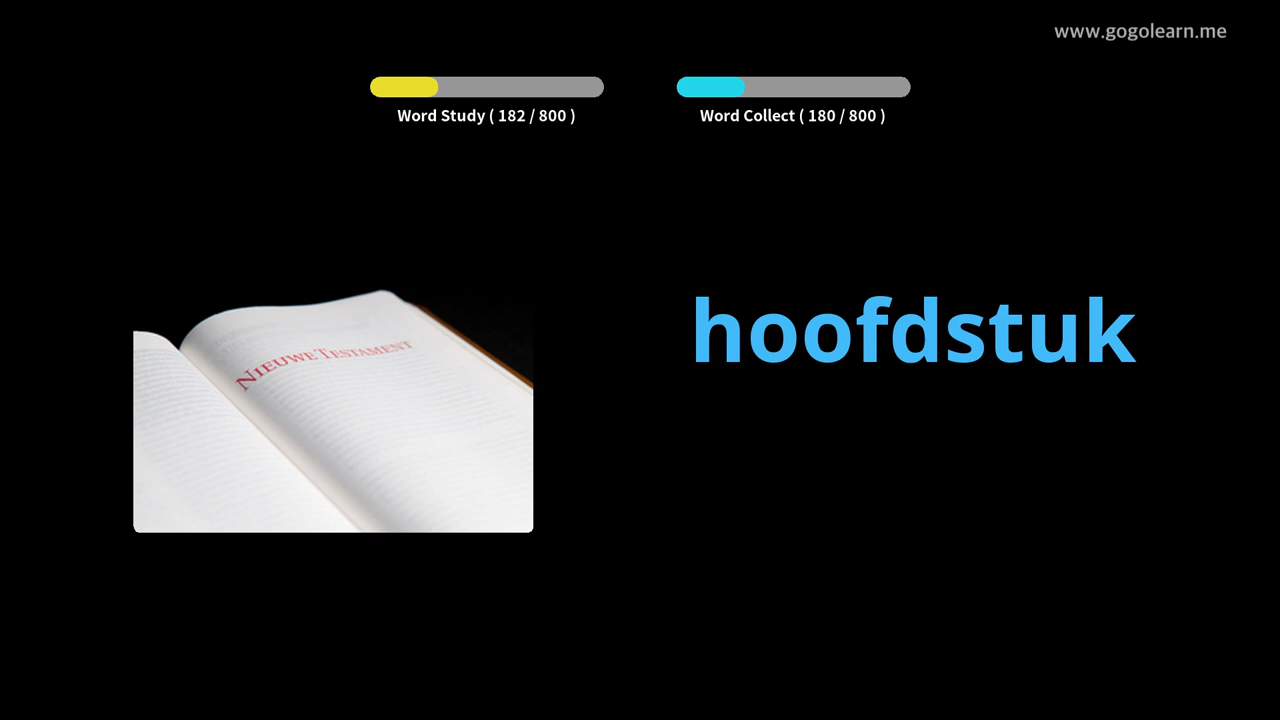 www.gogolearn.me
Word Study ( 182 / 800 )
Word Collect ( 180 / 800 )
NIEUWE TESTAMENT
hoofdstuk